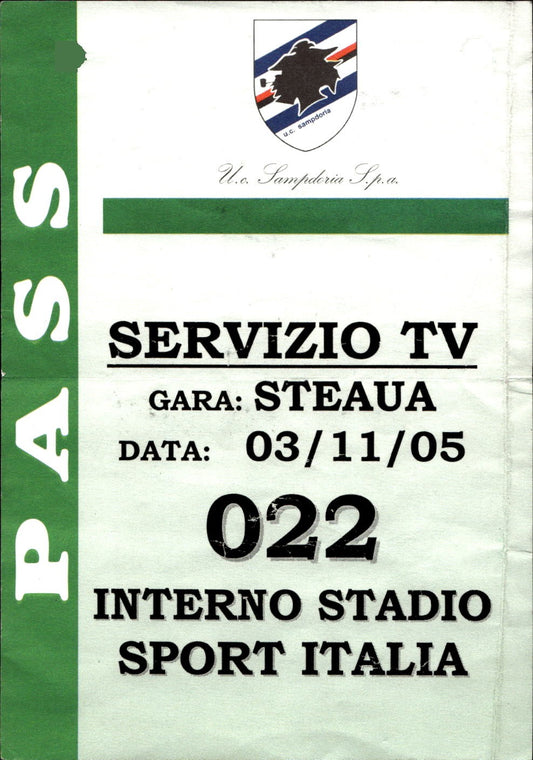 u.c. sampdoria
U.c. Sampdoria S.p.a.
PASS
SERVIZIO TV
GARA: STEAUA
DATA: 03/11/05
022
INTERNO STADIO
SPORT ITALIA